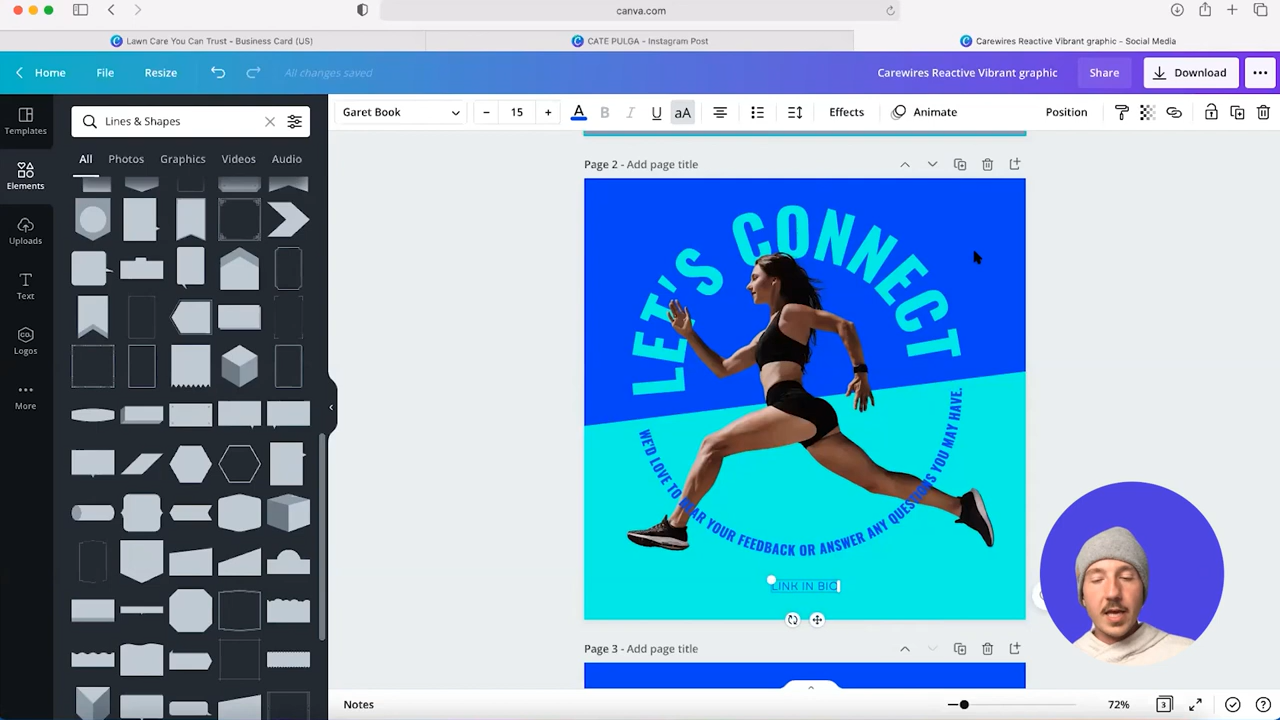 canva.com
Lawn Care You Can Trust - Business Card (US)
CATE PULGA - Instagram Post
Carewires Reactive Vibrant graphic - Social Media
Home
File
Resize
All changes saved
Carewires Reactive Vibrant graphic
Share
Download
Templates
Elements
Uploads
Text
Logos
More
Lines & Shapes
All
Photos
Graphics
Videos
Audio
Garet Book
15
A
B
I
U
aA
Effects
Animate
Position
Page 2 - Add page title
LET'S CONNECT
WE'D LOVE TO HEAR YOUR FEEDBACK OR ANSWER ANY QUESTIONS YOU MAY HAVE.
LINK IN BIO
Page 3 - Add page title
Notes
72%
3